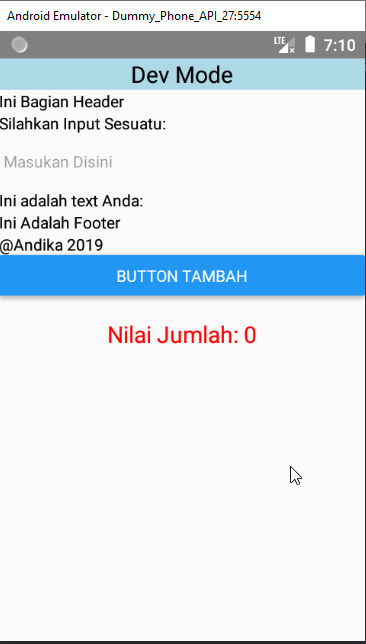 Android Emulator - Dummy_Phone_API_27:5554
LTE 7:10
Dev Mode
Ini Bagian Header
Silahkan Input Sesuatu:
Masukan Disini
Ini adalah text Anda:
Ini Adalah Footer
@Andika 2019
BUTTON TAMBAH
Nilai Jumlah: 0